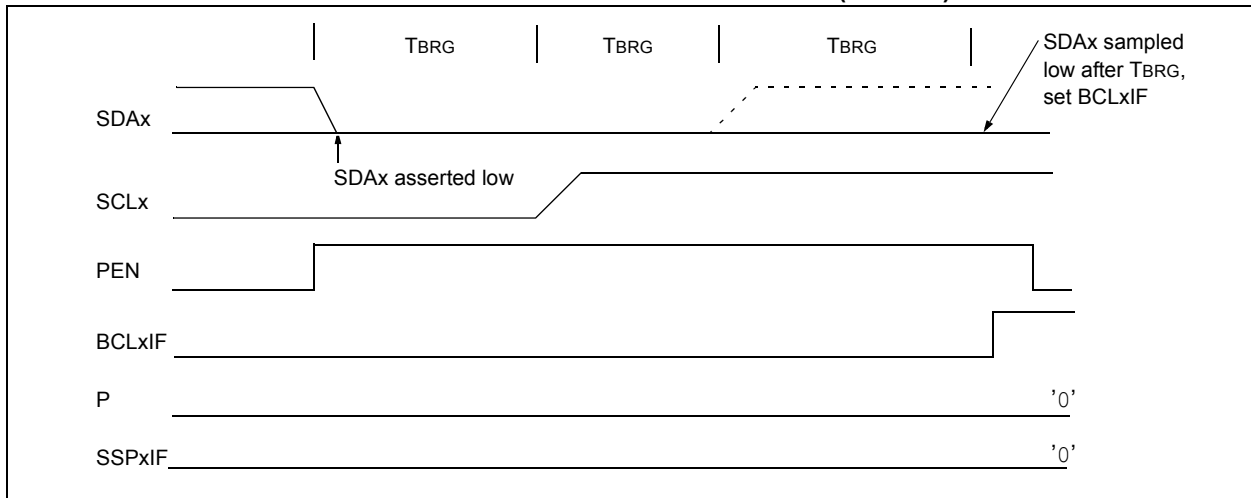 TBRG TBRG TBRG
SDAx sampled
low after TBRG,
set BCLxIF
SDAx
SDAx asserted low
SCLx
PEN
BCLxIF
P '0'
SSPxIF '0'